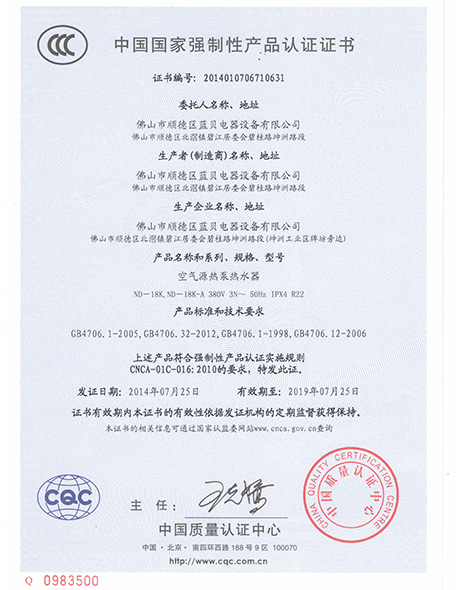 CCC
中国国家强制性产品认证证书
证书编号: 2014010706710631
委托人名称、地址
佛山市顺德区蓝贝电器设备有限公司
佛山市顺德区北滘镇碧江居委会碧桂路坤洲路段
生产者(制造商)名称、地址
佛山市顺德区蓝贝电器设备有限公司
佛山市顺德区北滘镇碧江居委会碧桂路坤洲路段
生产企业名称、地址
佛山市顺德区蓝贝电器设备有限公司
佛山市顺德区北滘镇碧江居委会碧桂路坤洲路段(坤洲工业区牌坊旁边)
产品名称和系列、规格、型号
空气源热泵热水器
ND-18K,ND-18K-A 380V 3N~ 50Hz IPX4 R22
产品标准和技术要求
GB4706.1-2005,GB4706.32-2012,GB4706.1-1998,GB4706.12-2006
上述产品符合强制性产品认证实施规则
CNCA-01C-016:2010的要求，特发此证。
发证日期: 2014年07月25日 有效期至: 2019年07月25日
证书有效期内本证书的有效性依据发证机构的定期监督获得保持。
本证书的相关信息可通过国家认监委网站www.cnca.gov.cn查询
CQC
主任:
中国质量认证中心
CHINA QUALITY CERTIFICATION CENTRE
中国质量认证中心
中国·北京·南四环西路188号9区 100070
http://www.cqc.com.cn
Q 0983500